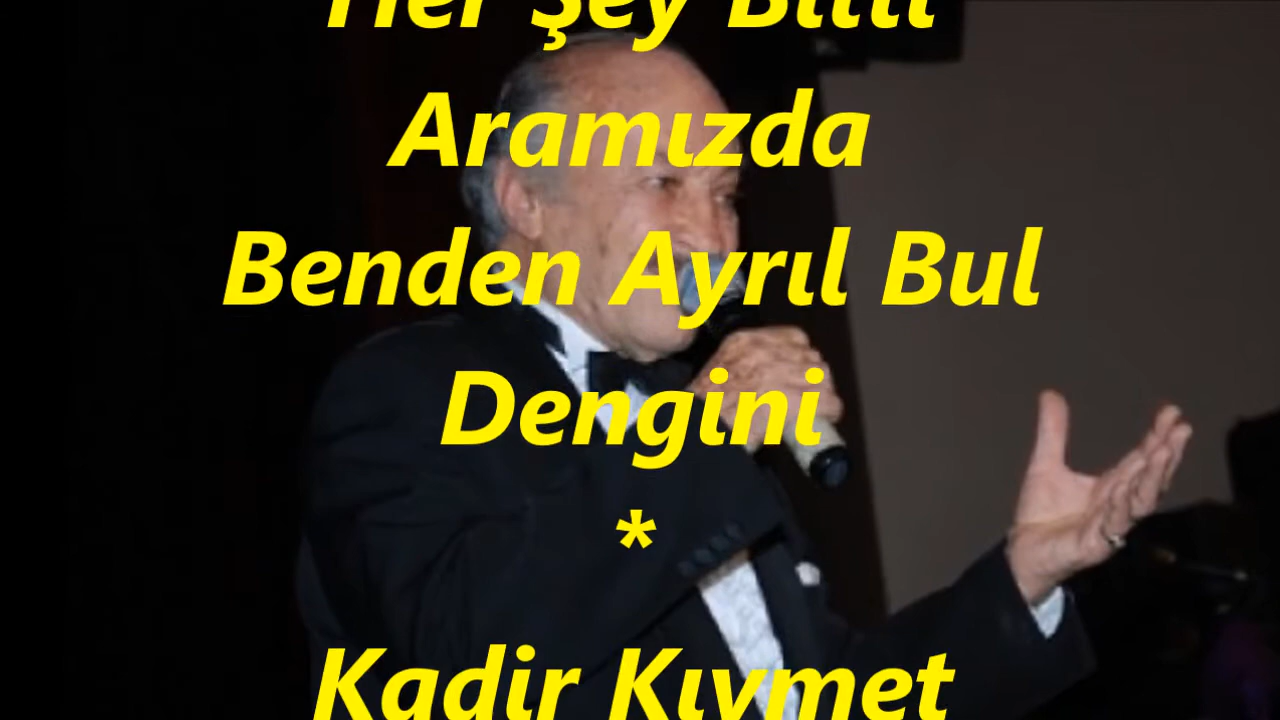 Her Şey Bitti
Aramızda
Benden Ayrıl Bul
Dengini
*
Kadir Kıymet